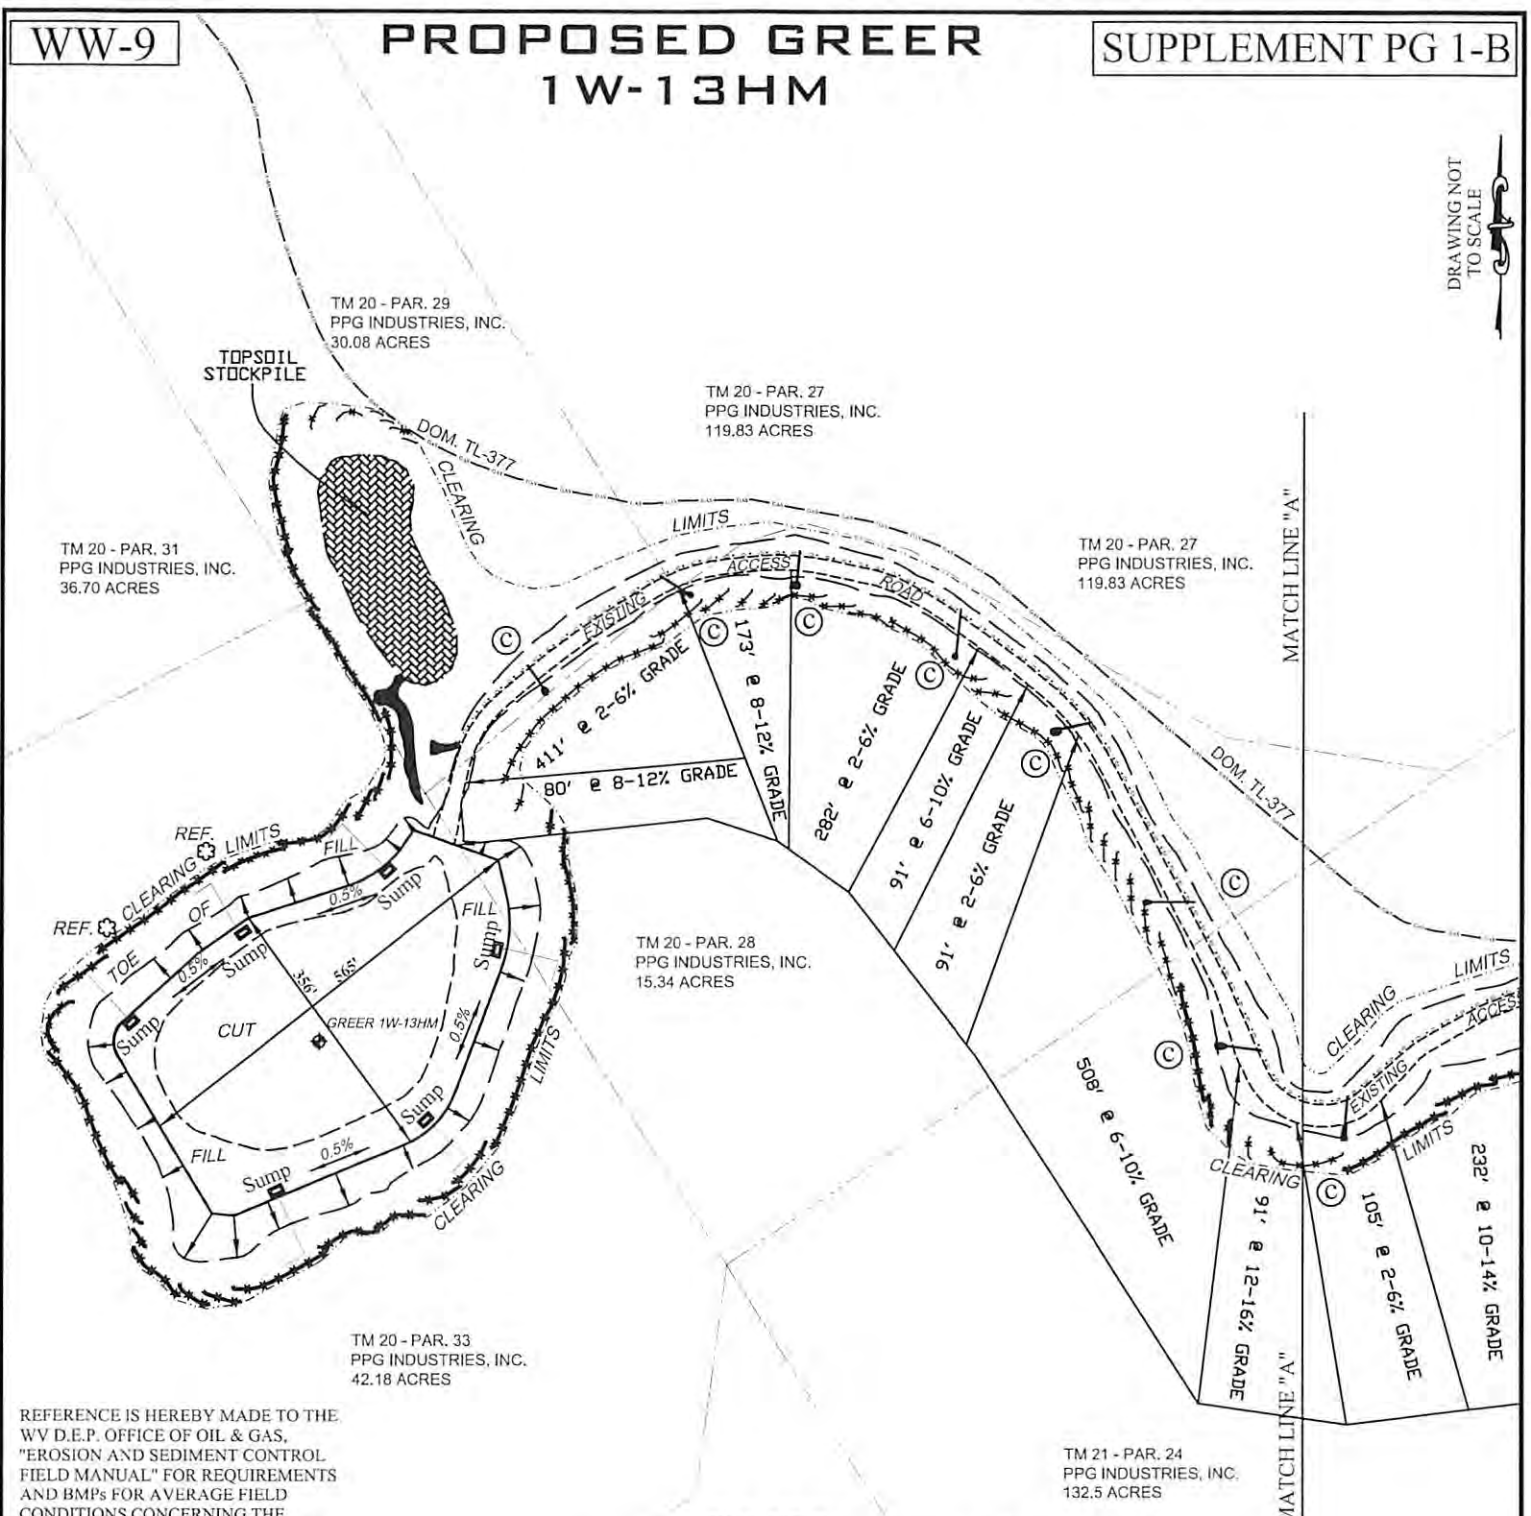 WW-9
PROPOSED GREER
1W-13HM
SUPPLEMENT PG 1-B
DRAWING NOT
TO SCALE
TM 20 - PAR. 29
PPG INDUSTRIES, INC.
30.08 ACRES
TOPSOIL
STOCKPILE
TM 20 - PAR. 27
PPG INDUSTRIES, INC.
119.83 ACRES
DOM. TL-377
CLEARING
LIMITS
MATCH LINE "A"
TM 20 - PAR. 31
PPG INDUSTRIES, INC.
36.70 ACRES
TM 20 - PAR. 27
PPG INDUSTRIES, INC.
119.83 ACRES
EXISTING
ACCESS
ROAD
C
C
C
C
C
C
C
C
411' @ 2-6% GRADE
80' @ 8-12% GRADE
173' @ 8-12% GRADE
282' @ 2-6% GRADE
91' @ 6-10% GRADE
91' @ 2-6% GRADE
DOM. TL-377
REF.
REF.
CLEARING
LIMITS
TOE
OF
FILL
0.5%
Sump
0.5%
Sump
Sump
FILL
Sump
356'
565'
CUT
GREER 1W-13HM
0.5%
Sump
0.5%
Sump
FILL
LIMITS
CLEARING
TM 20 - PAR. 28
PPG INDUSTRIES, INC.
15.34 ACRES
CLEARING
LIMITS
EXISTING
ACCES
508' @ 6-10% GRADE
CLEARING
LIMITS
91' @ 12-16% GRADE
105' @ 2-6% GRADE
232' @ 10-14% GRADE
TM 20 - PAR. 33
PPG INDUSTRIES, INC.
42.18 ACRES
MATCH LINE "A"
TM 21 - PAR. 24
PPG INDUSTRIES, INC.
132.5 ACRES
REFERENCE IS HEREBY MADE TO THE
WV D.E.P. OFFICE OF OIL & GAS,
"EROSION AND SEDIMENT CONTROL
FIELD MANUAL" FOR REQUIREMENTS
AND BMPs FOR AVERAGE FIELD
CONDITIONS CONCERNING THE